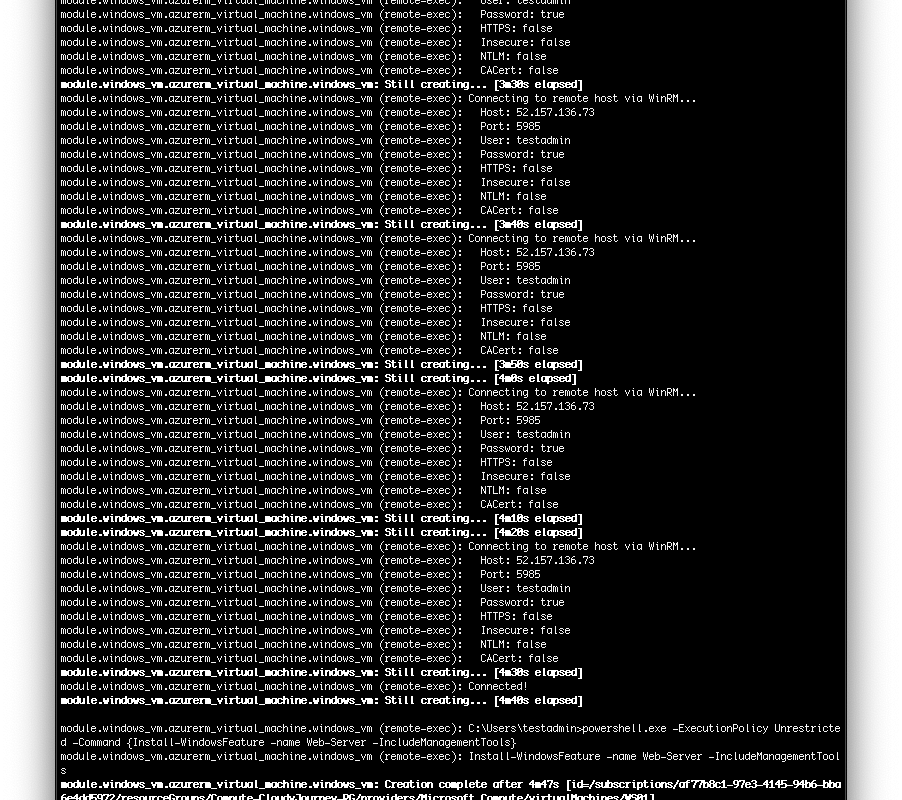 module.windows_vm.azurerm_virtual_machine.windows_vm (remote-exec):   User: testadmin
module.windows_vm.azurerm_virtual_machine.windows_vm (remote-exec):   Password: true
module.windows_vm.azurerm_virtual_machine.windows_vm (remote-exec):   HTTPS: false
module.windows_vm.azurerm_virtual_machine.windows_vm (remote-exec):   Insecure: false
module.windows_vm.azurerm_virtual_machine.windows_vm (remote-exec):   NTLM: false
module.windows_vm.azurerm_virtual_machine.windows_vm (remote-exec):   CACert: false
module.windows_vm.azurerm_virtual_machine.windows_vm: Still creating... [3m30s elapsed]
module.windows_vm.azurerm_virtual_machine.windows_vm (remote-exec): Connecting to remote host via WinRM...
module.windows_vm.azurerm_virtual_machine.windows_vm (remote-exec):   Host: 52.157.136.73
module.windows_vm.azurerm_virtual_machine.windows_vm (remote-exec):   Port: 5985
module.windows_vm.azurerm_virtual_machine.windows_vm (remote-exec):   User: testadmin
module.windows_vm.azurerm_virtual_machine.windows_vm (remote-exec):   Password: true
module.windows_vm.azurerm_virtual_machine.windows_vm (remote-exec):   HTTPS: false
module.windows_vm.azurerm_virtual_machine.windows_vm (remote-exec):   Insecure: false
module.windows_vm.azurerm_virtual_machine.windows_vm (remote-exec):   NTLM: false
module.windows_vm.azurerm_virtual_machine.windows_vm (remote-exec):   CACert: false
module.windows_vm.azurerm_virtual_machine.windows_vm: Still creating... [3m40s elapsed]
module.windows_vm.azurerm_virtual_machine.windows_vm (remote-exec): Connecting to remote host via WinRM...
module.windows_vm.azurerm_virtual_machine.windows_vm (remote-exec):   Host: 52.157.136.73
module.windows_vm.azurerm_virtual_machine.windows_vm (remote-exec):   Port: 5985
module.windows_vm.azurerm_virtual_machine.windows_vm (remote-exec):   User: testadmin
module.windows_vm.azurerm_virtual_machine.windows_vm (remote-exec):   Password: true
module.windows_vm.azurerm_virtual_machine.windows_vm (remote-exec):   HTTPS: false
module.windows_vm.azurerm_virtual_machine.windows_vm (remote-exec):   Insecure: false
module.windows_vm.azurerm_virtual_machine.windows_vm (remote-exec):   NTLM: false
module.windows_vm.azurerm_virtual_machine.windows_vm (remote-exec):   CACert: false
module.windows_vm.azurerm_virtual_machine.windows_vm: Still creating... [3m50s elapsed]
module.windows_vm.azurerm_virtual_machine.windows_vm: Still creating... [4m0s elapsed]
module.windows_vm.azurerm_virtual_machine.windows_vm (remote-exec): Connecting to remote host via WinRM...
module.windows_vm.azurerm_virtual_machine.windows_vm (remote-exec):   Host: 52.157.136.73
module.windows_vm.azurerm_virtual_machine.windows_vm (remote-exec):   Port: 5985
module.windows_vm.azurerm_virtual_machine.windows_vm (remote-exec):   User: testadmin
module.windows_vm.azurerm_virtual_machine.windows_vm (remote-exec):   Password: true
module.windows_vm.azurerm_virtual_machine.windows_vm (remote-exec):   HTTPS: false
module.windows_vm.azurerm_virtual_machine.windows_vm (remote-exec):   Insecure: false
module.windows_vm.azurerm_virtual_machine.windows_vm (remote-exec):   NTLM: false
module.windows_vm.azurerm_virtual_machine.windows_vm (remote-exec):   CACert: false
module.windows_vm.azurerm_virtual_machine.windows_vm: Still creating... [4m10s elapsed]
module.windows_vm.azurerm_virtual_machine.windows_vm: Still creating... [4m20s elapsed]
module.windows_vm.azurerm_virtual_machine.windows_vm (remote-exec): Connecting to remote host via WinRM...
module.windows_vm.azurerm_virtual_machine.windows_vm (remote-exec):   Host: 52.157.136.73
module.windows_vm.azurerm_virtual_machine.windows_vm (remote-exec):   Port: 5985
module.windows_vm.azurerm_virtual_machine.windows_vm (remote-exec):   User: testadmin
module.windows_vm.azurerm_virtual_machine.windows_vm (remote-exec):   Password: true
module.windows_vm.azurerm_virtual_machine.windows_vm (remote-exec):   HTTPS: false
module.windows_vm.azurerm_virtual_machine.windows_vm (remote-exec):   Insecure: false
module.windows_vm.azurerm_virtual_machine.windows_vm (remote-exec):   NTLM: false
module.windows_vm.azurerm_virtual_machine.windows_vm (remote-exec):   CACert: false
module.windows_vm.azurerm_virtual_machine.windows_vm: Still creating... [4m30s elapsed]
module.windows_vm.azurerm_virtual_machine.windows_vm (remote-exec): Connected!
module.windows_vm.azurerm_virtual_machine.windows_vm: Still creating... [4m40s elapsed]
module.windows_vm.azurerm_virtual_machine.windows_vm (remote-exec): C:\Users\testadmin>powershell.exe -ExecutionPolicy Unrestricte
d -Command {Install-WindowsFeature -name Web-Server -IncludeManagementTools}
module.windows_vm.azurerm_virtual_machine.windows_vm (remote-exec): Install-WindowsFeature -name Web-Server -IncludeManagementTool
s
module.windows_vm.azurerm_virtual_machine.windows_vm: Creation complete after 4m47s [id=/subscriptions/af77b8c1-97e3-4145-94b6-bba
6e4dd5972/resourceGroups/Compute-CloudyJourney-RG/providers/Microsoft.Compute/virtualMachines/WS01]